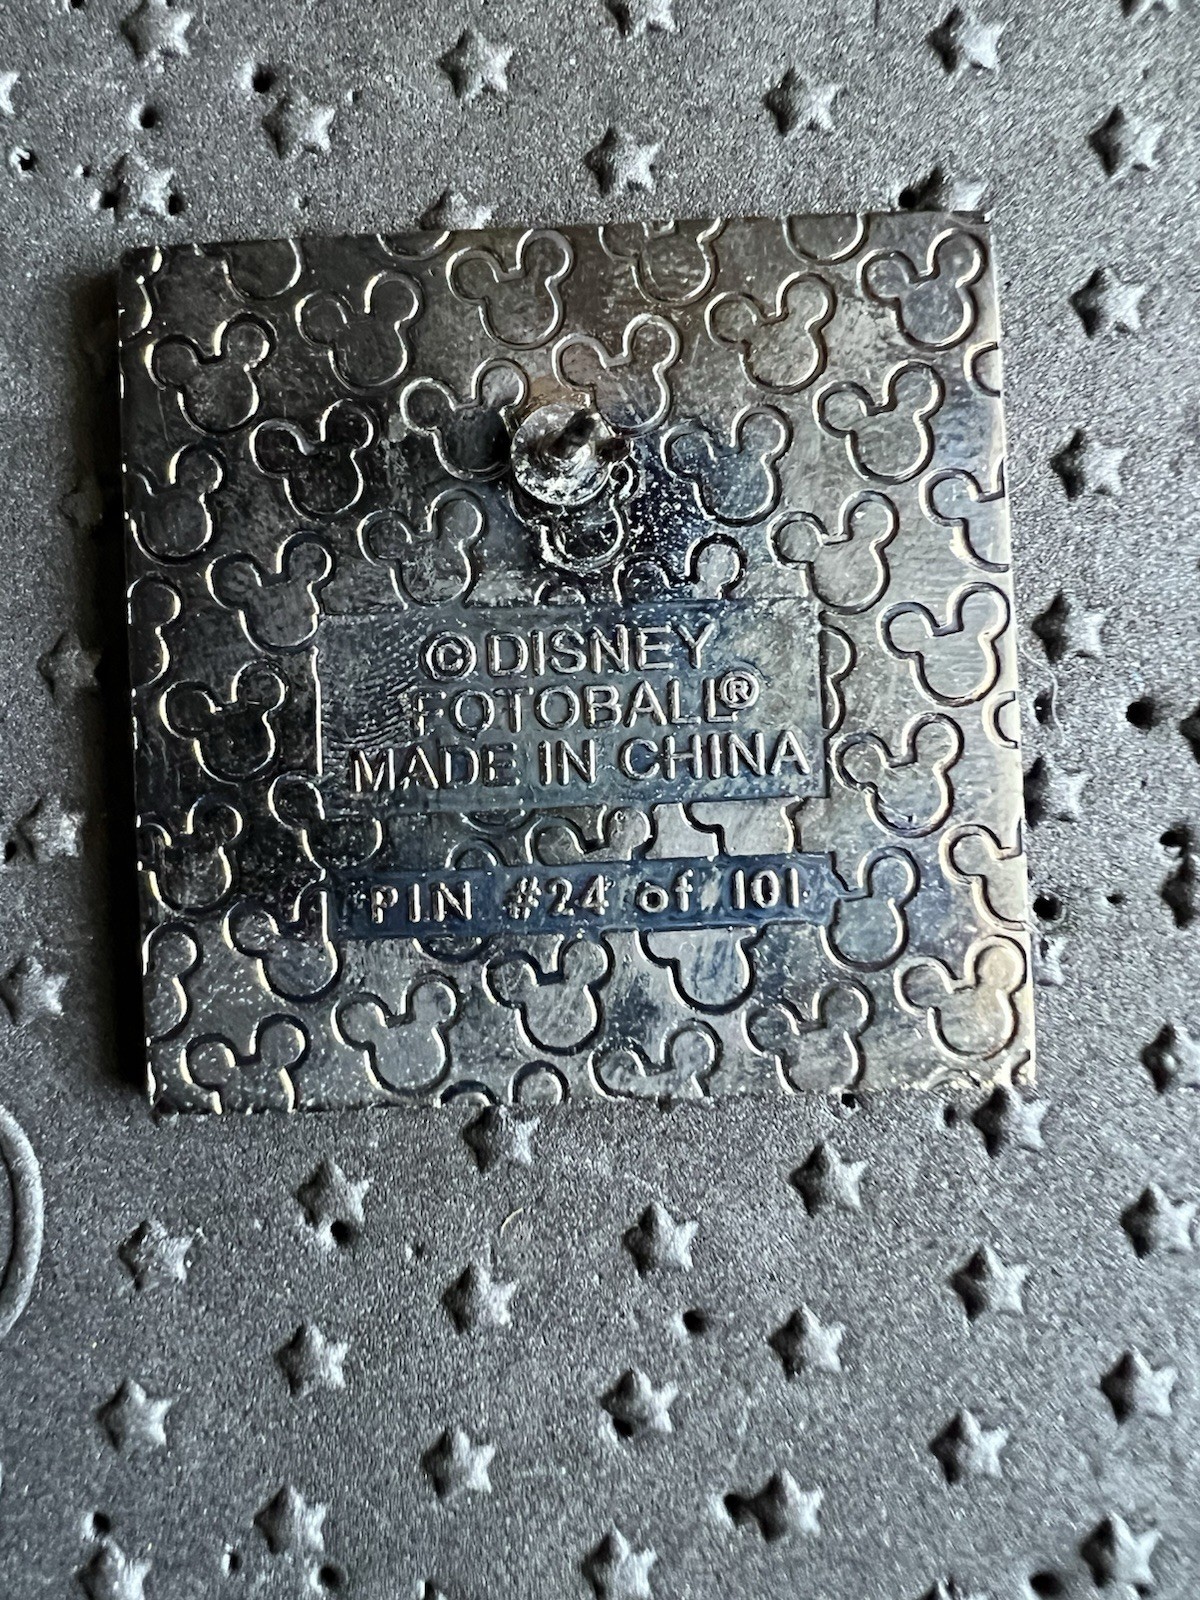 ©DISNEY
FOTOBALL®
MADE IN CHINA
PIN #24 of 101